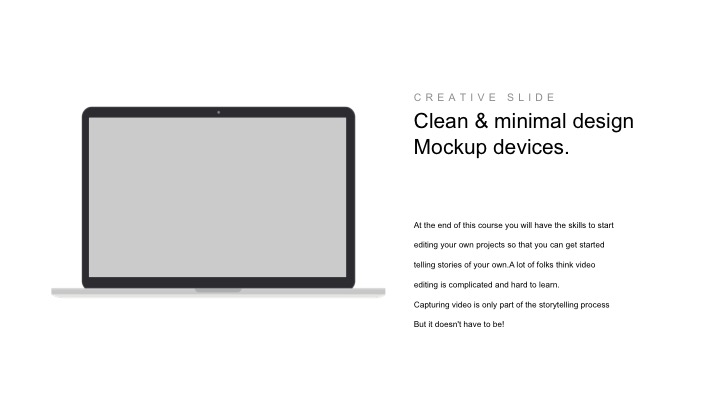 CREATIVE SLIDE
Clean & minimal design
Mockup devices.
At the end of this course you will have the skills to start
editing your own projects so that you can get started
telling stories of your own.A lot of folks think video
editing is complicated and hard to learn.
Capturing video is only part of the storytelling process
But it doesn't have to be!